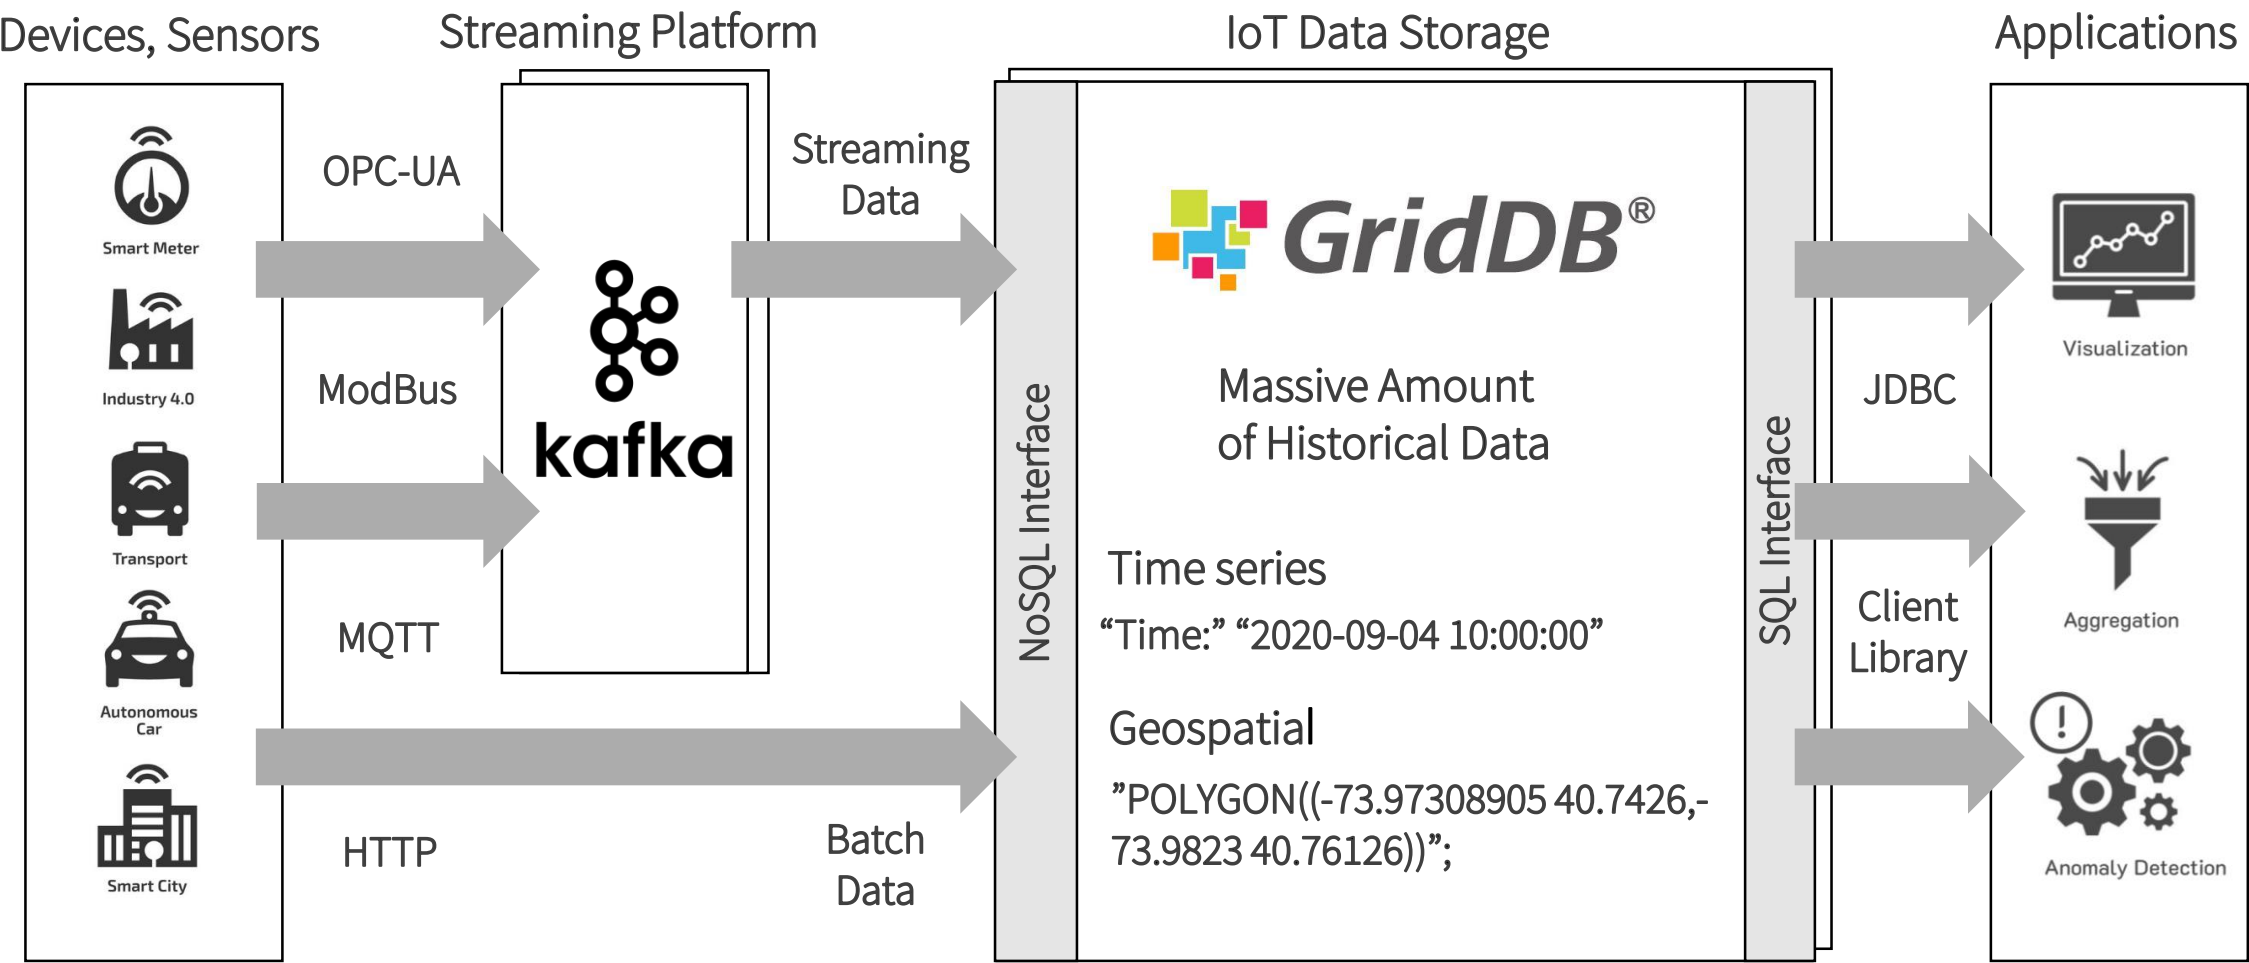 Devices, Sensors
Smart Meter
Industry 4.0
Transport
Autonomous
Car
Smart City
OPC-UA
ModBus
MQTT
HTTP
Streaming Platform
kafka
Streaming
Data
Batch
Data
IoT Data Storage
NoSQL Interface
GridDB®
Massive Amount
of Historical Data
Time series
“Time:” “2020-09-04 10:00:00”
Geospatial
”POLYGON((-73.97308905 40.7426,-
73.9823 40.76126))”;
SQL Interface
JDBC
Client
Library
Applications
Visualization
Aggregation
!
Anomaly Detection